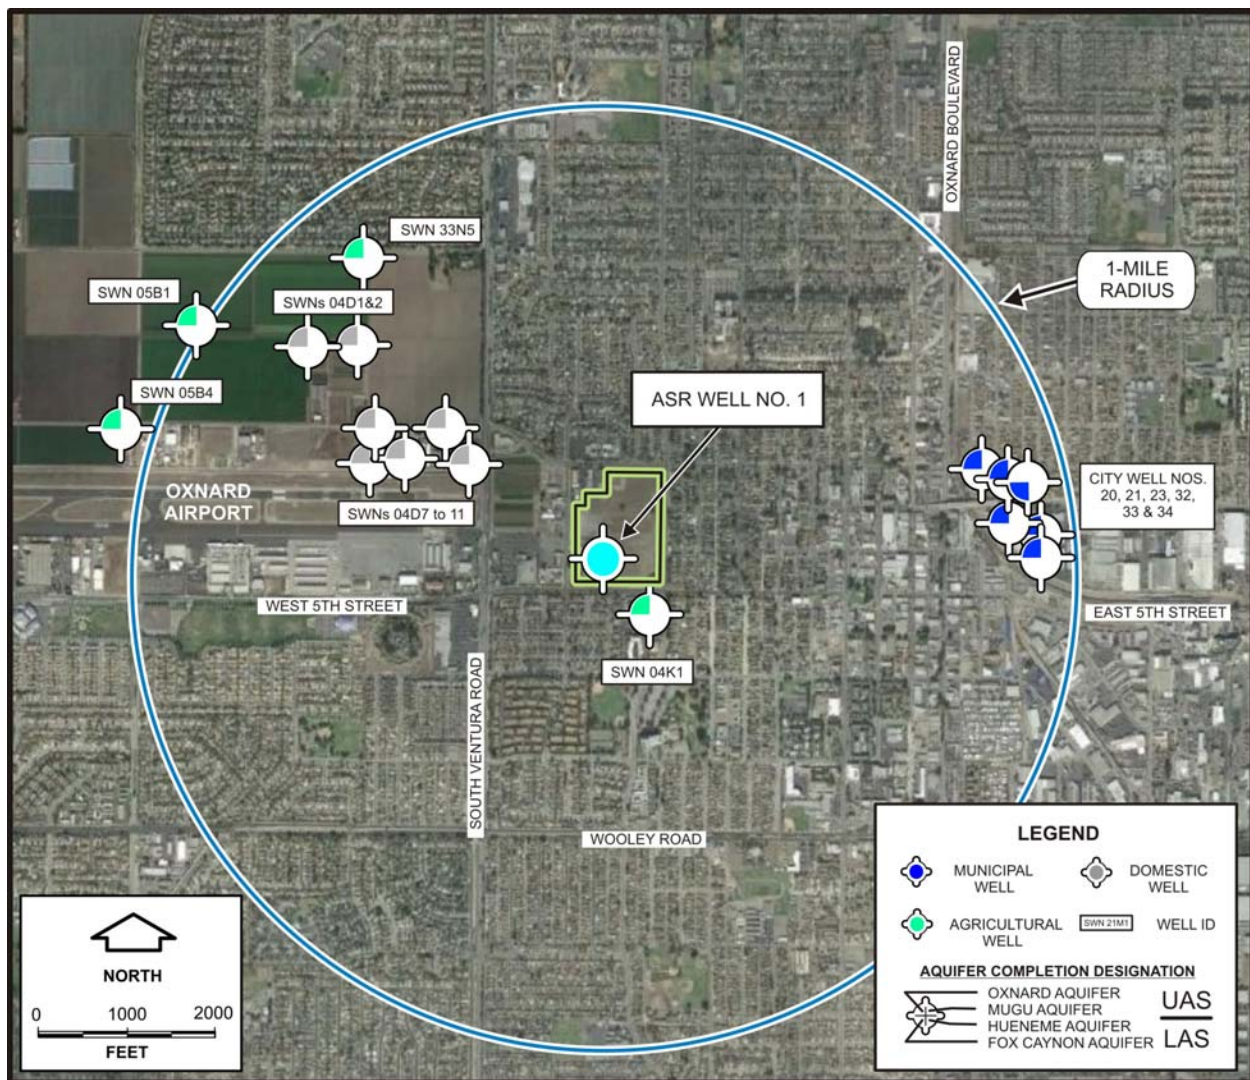 OXNARD BOULEVARD
SWN 33N5
1-MILE
RADIUS
SWN 05B1
SWNs 04D1&2
SWN 05B4
ASR WELL NO. 1
OXNARD
AIRPORT
SWNs 04D7 to 11
CITY WELL NOS.
20, 21, 23, 32,
33 & 34
WEST 5TH STREET
EAST 5TH STREET
SWN 04K1
SOUTH VENTURA ROAD
WOOLEY ROAD
NORTH
0 1000 2000
FEET
LEGEND
MUNICIPAL
WELL
DOMESTIC
WELL
AGRICULTURAL
WELL
SWN 21M1
WELL ID
AQUIFER COMPLETION DESIGNATION
OXNARD AQUIFER
MUGU AQUIFER
HUENEME AQUIFER
FOX CAYNON AQUIFER
UAS
LAS